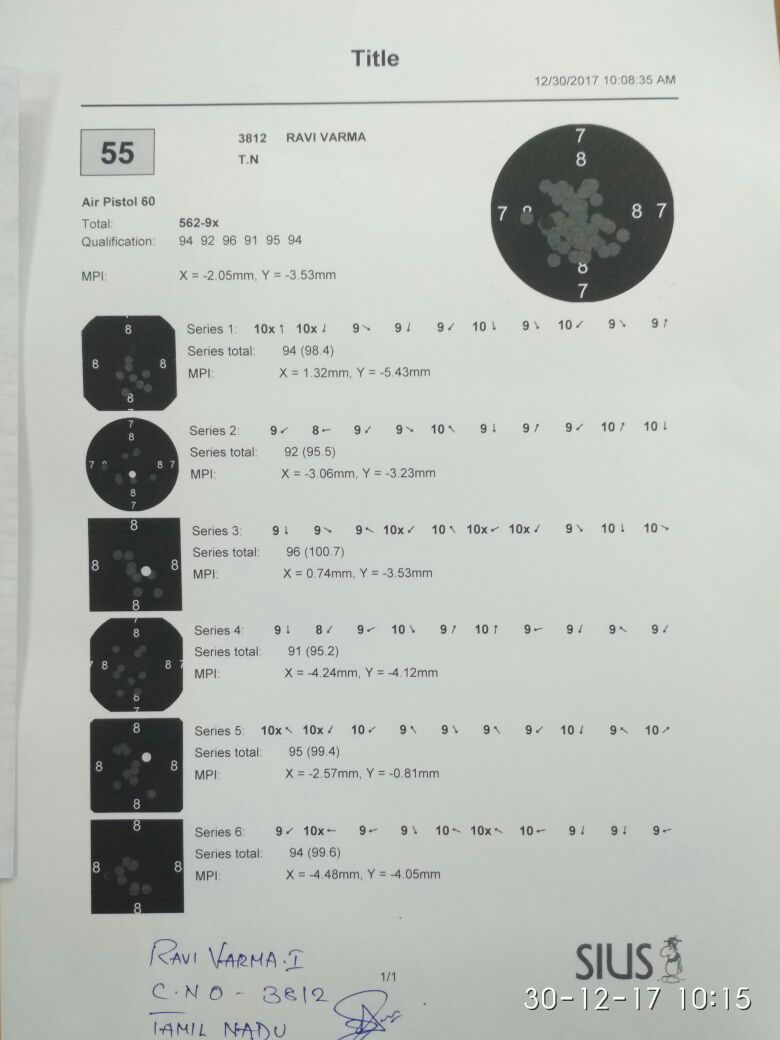 Title
12/30/2017 10:08:35 AM
55
3812 RAVI VARMA
T.N
Air Pistol 60
Total: 562-9x
Qualification: 94 92 96 91 95 94
MPI: X = -2.05mm, Y = -3.53mm
7
8
7 8 7
8
7
8
8 8
8
Series 1: 10x↑ 10x↓ 9↘ 9↓ 9↙ 10↓ 9↘ 10↙ 9↘ 9↑
Series total: 94 (98.4)
MPI: X = 1.32mm, Y = -5.43mm
7
8
7 8 7
8
7
Series 2: 9↙ 8← 9↙ 9↘ 10↖ 9↓ 9↗ 9↙ 10↗ 10↓
Series total: 92 (95.5)
MPI: X = -3.06mm, Y = -3.23mm
8
8 8
8
Series 3: 9↓ 9↘ 9↖ 10x↙ 10↖ 10x↙ 10x↙ 9↘ 10↓ 10↘
Series total: 96 (100.7)
MPI: X = 0.74mm, Y = -3.53mm
8
7 8 8 7
8
Series 4: 9↓ 8↙ 9↙ 10↘ 9↗ 10↑ 9← 9↙ 9↖ 9↙
Series total: 91 (95.2)
MPI: X = -4.24mm, Y = -4.12mm
8
8 8
8
Series 5: 10x↖ 10x↙ 10↙ 9↖ 9↘ 9↖ 9↙ 10↓ 9↖ 10↗
Series total: 95 (99.4)
MPI: X = -2.57mm, Y = -0.81mm
8
8 8
8
Series 6: 9↙ 10x← 9← 9↘ 10↖ 10x↖ 10← 9↓ 9↓ 9←
Series total: 94 (99.6)
MPI: X = -4.48mm, Y = -4.05mm
RAVI VARMA.I
C.NO - 3812
TAMIL NADU
1/1
SIUS
30-12-17 10:15